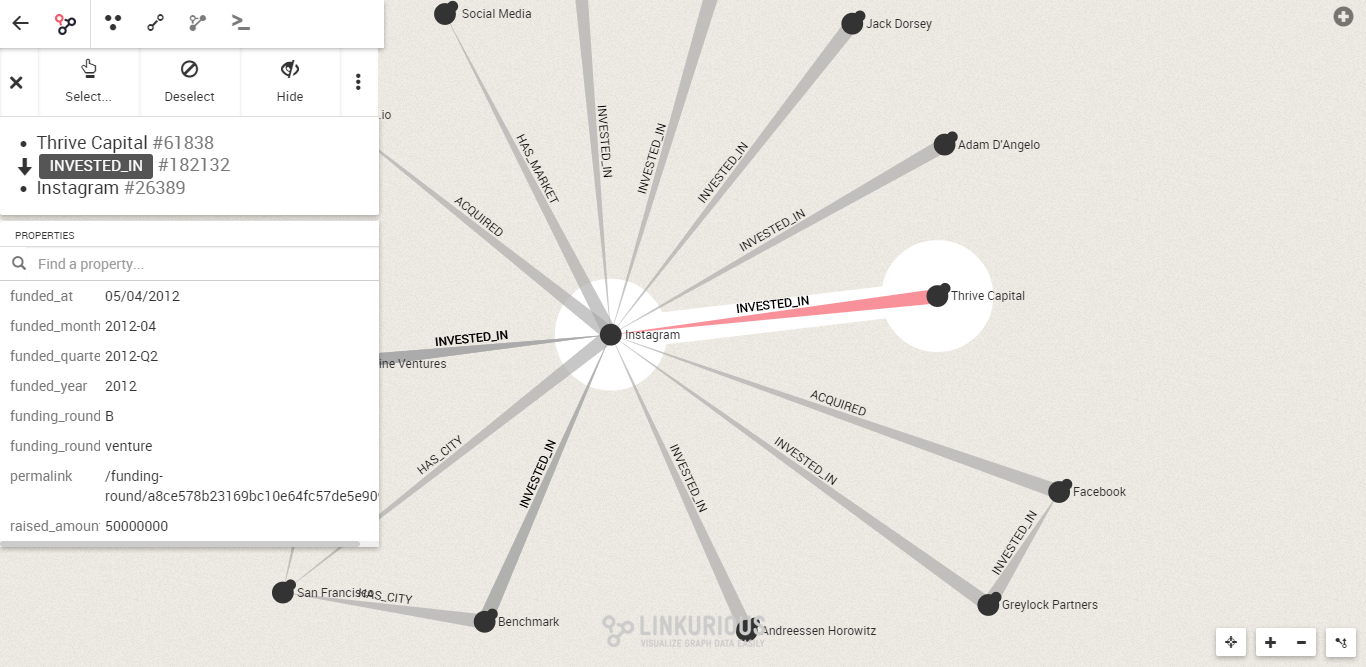 Select...
Deselect
Hide
Thrive Capital #61838
INVESTED_IN #182132
Instagram #26389
PROPERTIES
Find a property...
funded_at 05/04/2012
funded_month 2012-04
funded_quarte 2012-Q2
funded_year 2012
funding_round B
funding_round venture
permalink /funding-
round/a8ce578b23169bc10e64fc57de5e909
raised_amoun 50000000
Social Media
Jack Dorsey
.io
Adam D'Angelo
HAS_MARKET
INVESTED_IN
INVESTED_IN
INVESTED_IN
INVESTED_IN
ACQUIRED
Thrive Capital
INVESTED_IN
Instagram
INVESTED_IN
ine Ventures
ACQUIRED
HAS_CITY
INVESTED_IN
INVESTED_IN
INVESTED_IN
Facebook
INVESTED_IN
San Francisco
HAS_CITY
Benchmark
Andreessen Horowitz
Greylock Partners
LINKURIOUS
VISUALIZE GRAPH DATA EASILY